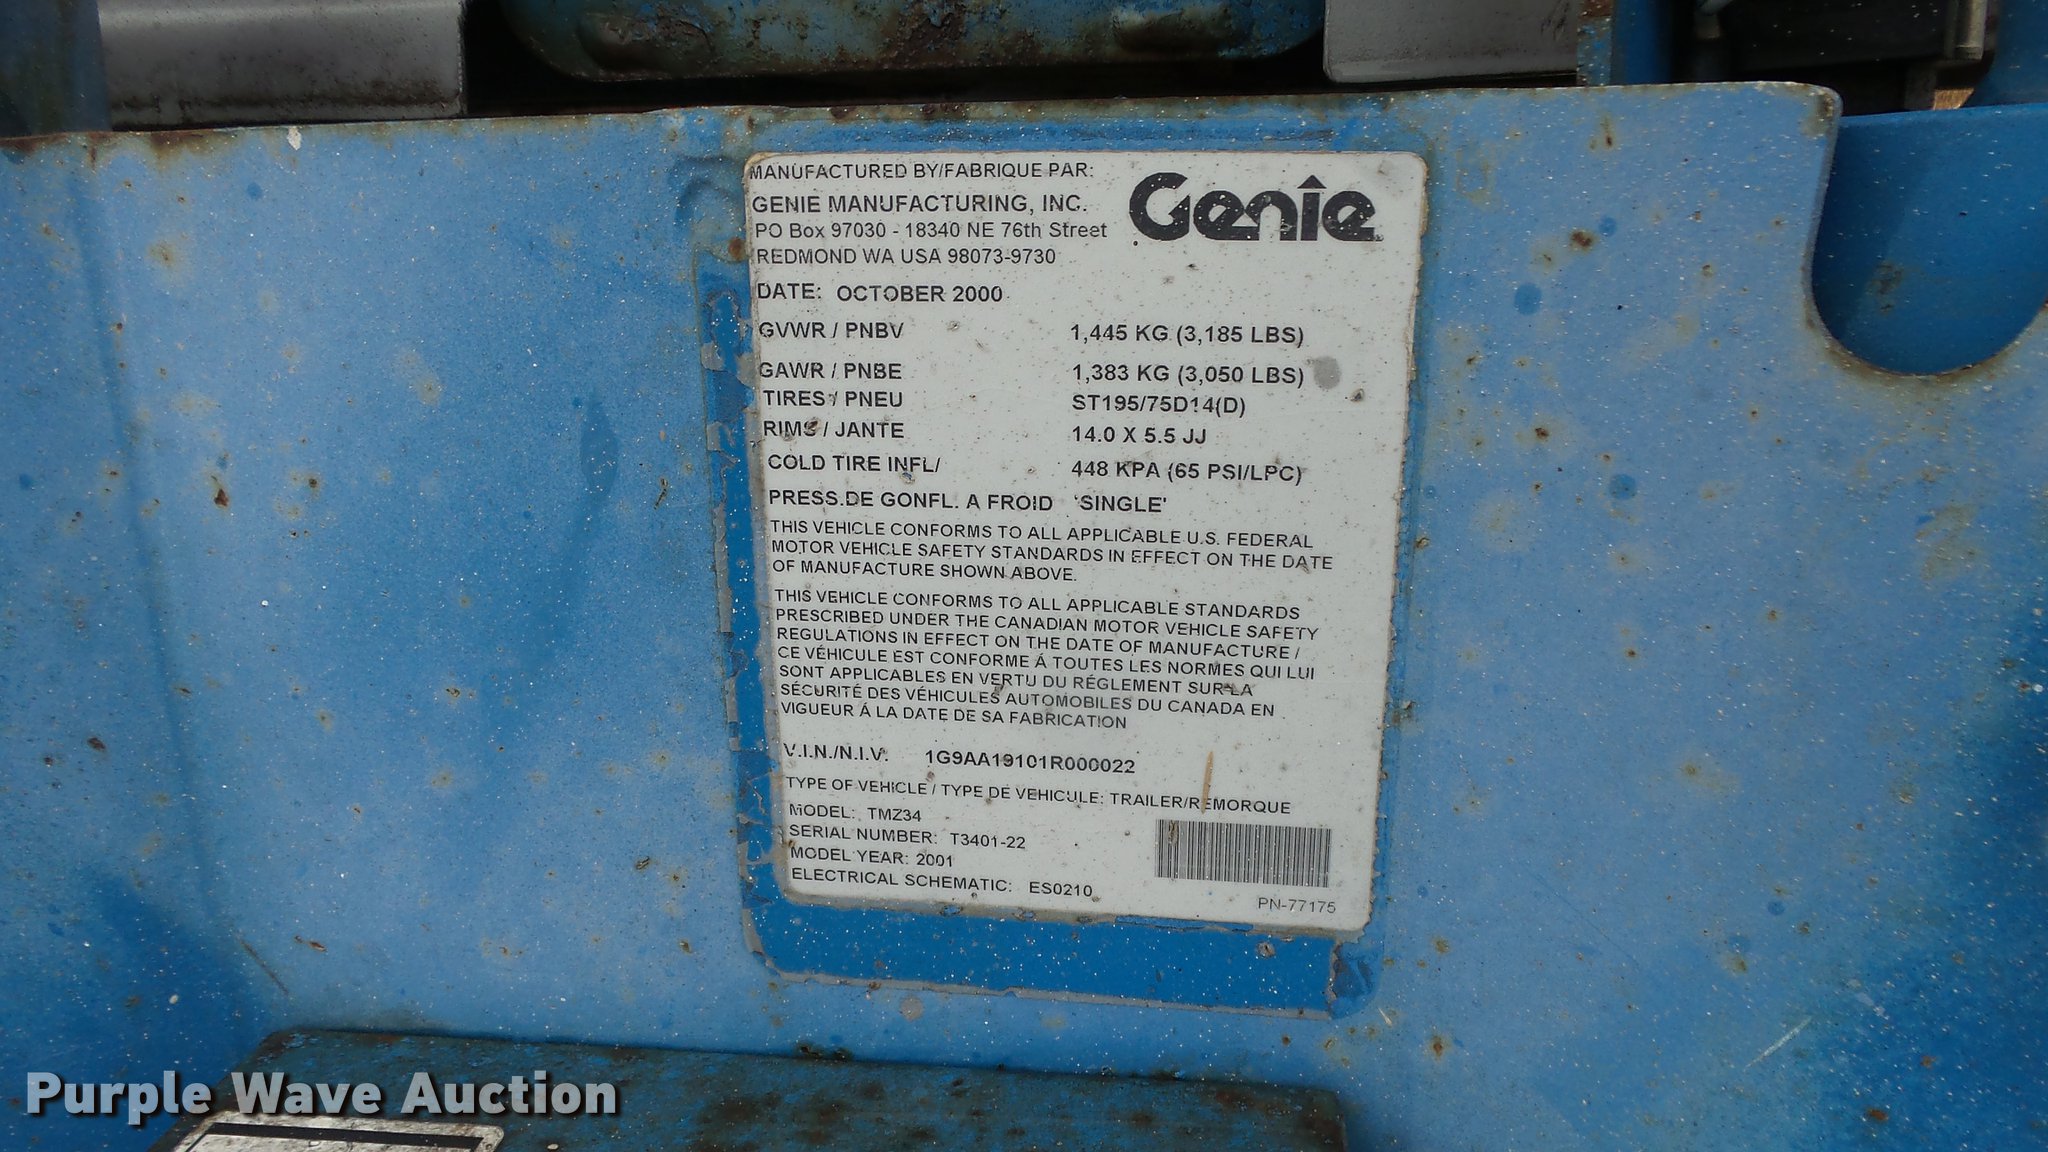 MANUFACTURED BY/FABRIQUE PAR:
Genie
GENIE MANUFACTURING, INC.
PO Box 97030 - 18340 NE 76th Street
REDMOND WA USA 98073-9730
DATE: OCTOBER 2000
GVWR / PNBV 1,445 KG (3,185 LBS)
GAWR / PNBE 1,383 KG (3,050 LBS)
TIRES / PNEU ST195/75D14(D)
RIMS / JANTE 14.0 X 5.5 JJ
COLD TIRE INFL/ 448 KPA (65 PSI/LPC)
PRESS.DE GONFL. A FROID 'SINGLE'
THIS VEHICLE CONFORMS TO ALL APPLICABLE U.S. FEDERAL
MOTOR VEHICLE SAFETY STANDARDS IN EFFECT ON THE DATE
OF MANUFACTURE SHOWN ABOVE.
THIS VEHICLE CONFORMS TO ALL APPLICABLE STANDARDS
PRESCRIBED UNDER THE CANADIAN MOTOR VEHICLE SAFETY
REGULATIONS IN EFFECT ON THE DATE OF MANUFACTURE /
CE VÉHICULE EST CONFORME Á TOUTES LES NORMES QUI LUI
SONT APPLICABLES EN VERTU DU RÉGLEMENT SUR LA
SÉCURITÉ DES VÉHICULES AUTOMOBILES DU CANADA EN
VIGUEUR Á LA DATE DE SA FABRICATION
V.I.N./N.I.V. 1G9AA19101R000022
TYPE OF VEHICLE / TYPE DE VEHICULE: TRAILER/REMORQUE
MODEL: TMZ34
SERIAL NUMBER: T3401-22
MODEL YEAR: 2001
ELECTRICAL SCHEMATIC: ES0210
PN-77175
Purple Wave Auction